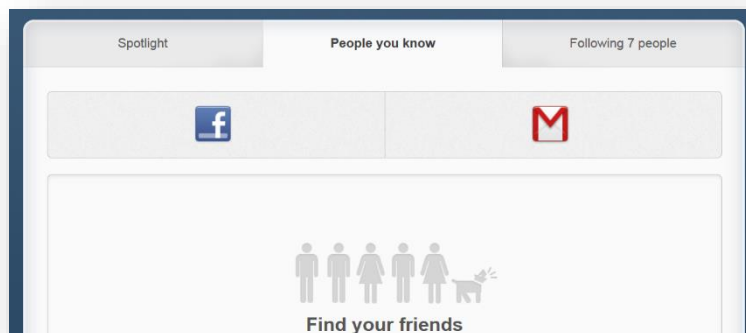 Spotlight
People you know
Following 7 people
f
M
Find your friends